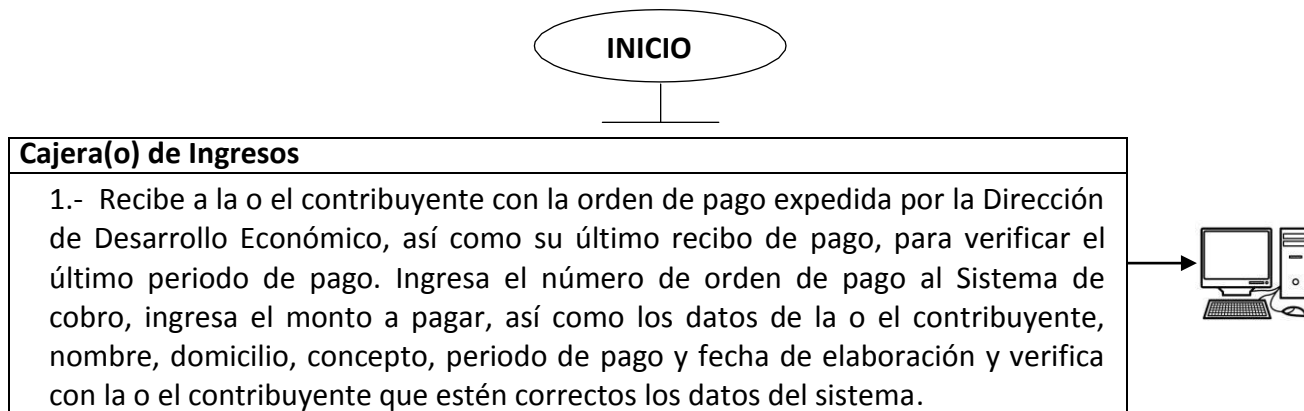 INICIO
Cajera(o) de Ingresos
1.- Recibe a la o el contribuyente con la orden de pago expedida por la Dirección
de Desarrollo Económico, así como su último recibo de pago, para verificar el
último periodo de pago. Ingresa el número de orden de pago al Sistema de
cobro, ingresa el monto a pagar, así como los datos de la o el contribuyente,
nombre, domicilio, concepto, periodo de pago y fecha de elaboración y verifica
con la o el contribuyente que estén correctos los datos del sistema.